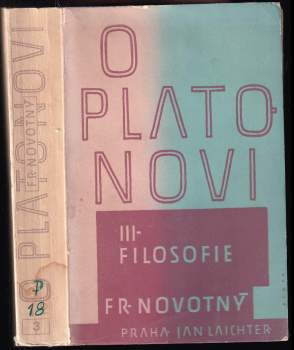 O PLATONOVI
FR. NOVOTNÝ
P
18
3
O
PLATO-
NOVI
III-
FILOSOFIE
FR-NOVOTNÝ
PRAHA-JAN LAICHTER